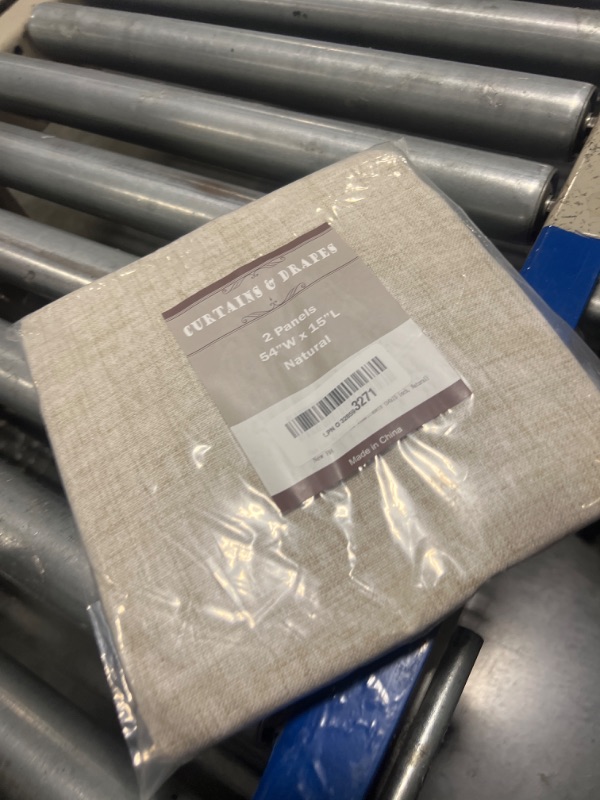 CURTAINS & DRAPES
2 Panels
54"W x 15"L
Natural
3271
Made in China